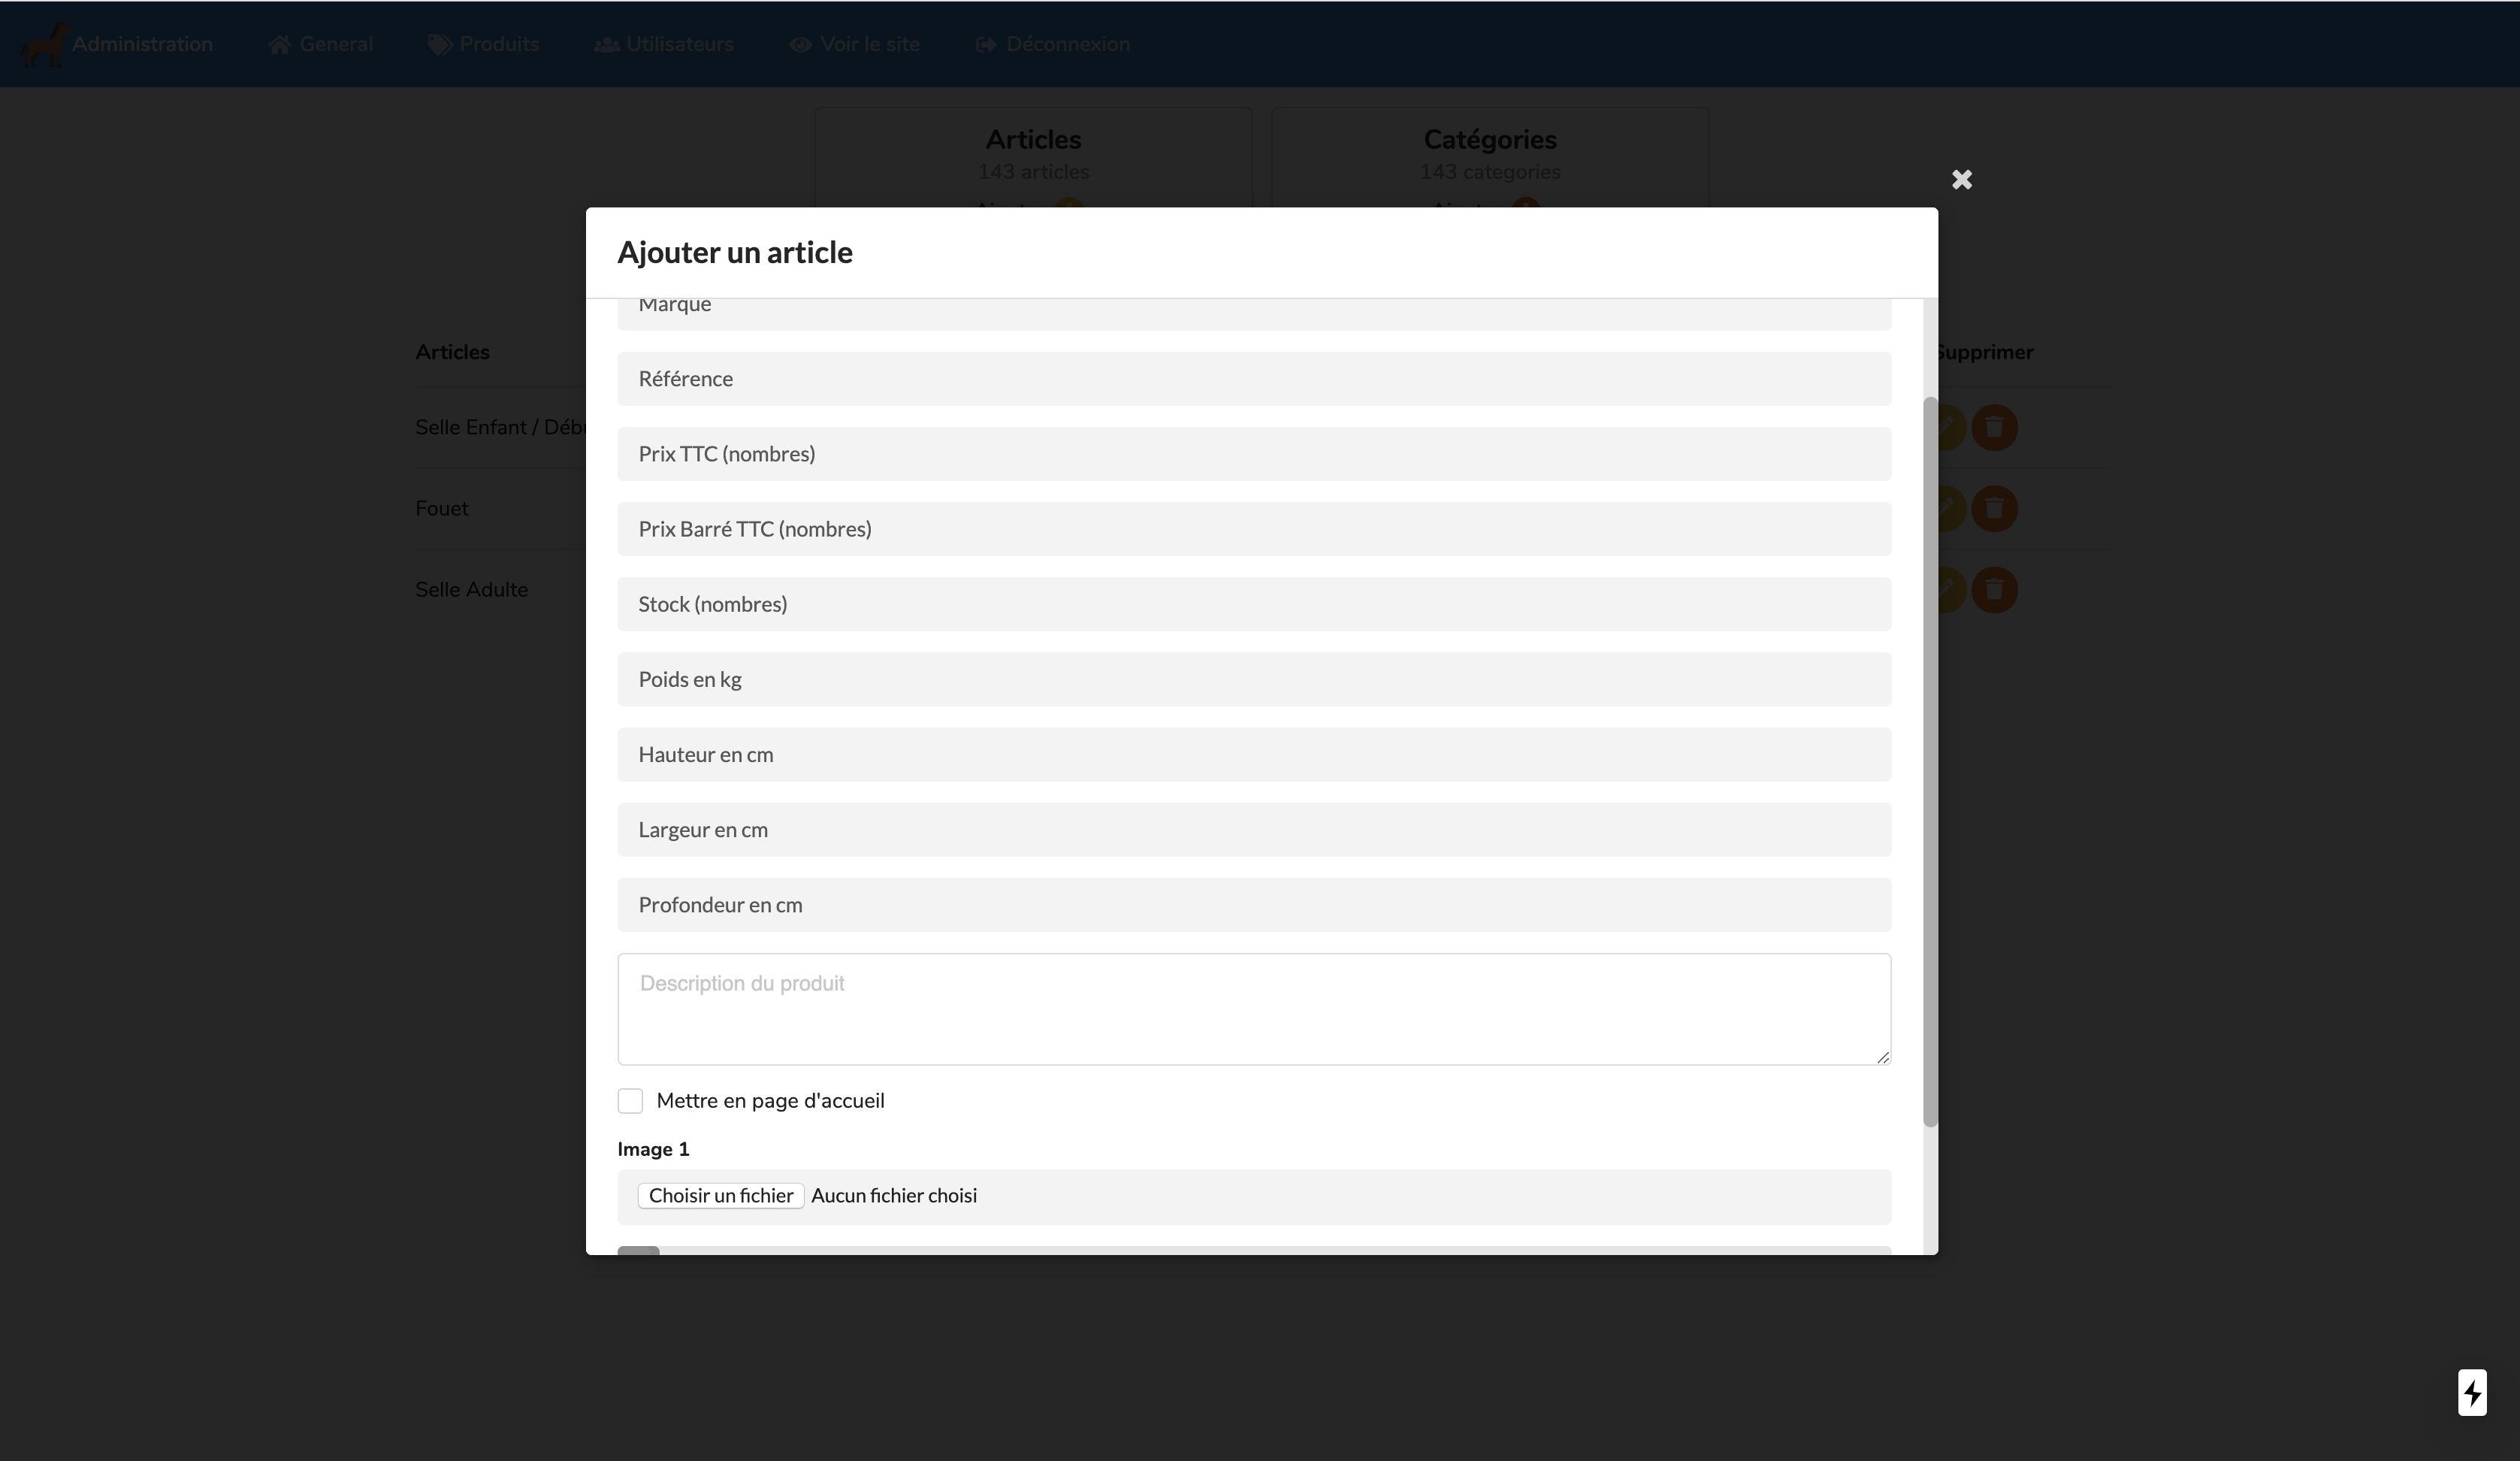 Administration General Produits Utilisateurs Voir le site Déconnexion
Articles Catégories
143 articles 143 categories
Ajouter un article
Marque
Référence
Prix TTC (nombres)
Prix Barré TTC (nombres)
Stock (nombres)
Poids en kg
Hauteur en cm
Largeur en cm
Profondeur en cm
Description du produit
Mettre en page d'accueil
Image 1
Choisir un fichier Aucun fichier choisi
Articles
Supprimer
Selle Enfant /
Fouet
Selle Adulte